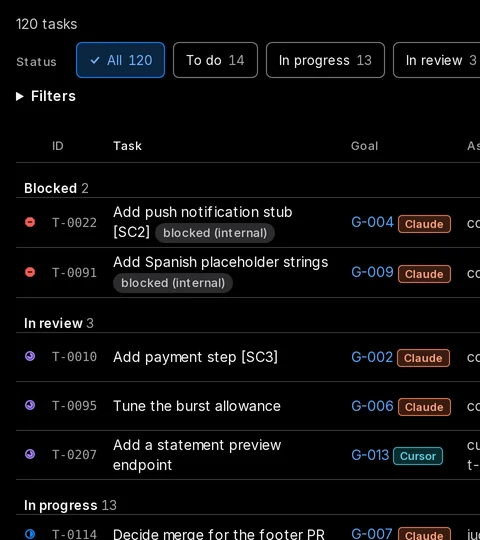 120 tasks
Status ✓ All 120 To do 14 In progress 13 In review 3
▶ Filters
ID Task Goal
Blocked 2
T-0022 Add push notification stub [SC2] blocked (internal) G-004 Claude
T-0091 Add Spanish placeholder strings blocked (internal) G-009 Claude
In review 3
T-0010 Add payment step [SC3] G-002 Claude
T-0095 Tune the burst allowance G-006 Claude
T-0207 Add a statement preview endpoint G-013 Cursor
In progress 13
T-0114 Decide merge for the footer PR G-007 Claude